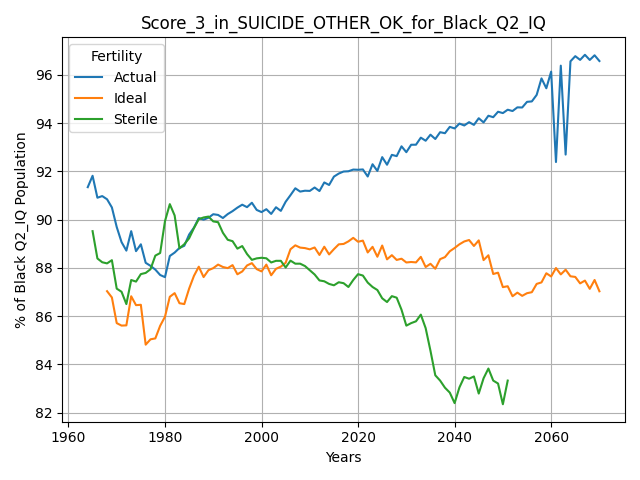 Score_3_in_SUICIDE_OTHER_OK_for_Black_Q2_IQ
Fertility
Actual
Ideal
Sterile
% of Black Q2_IQ Population
96
94
92
90
88
86
84
82
1960
1980
2000
2020
2040
2060
Years